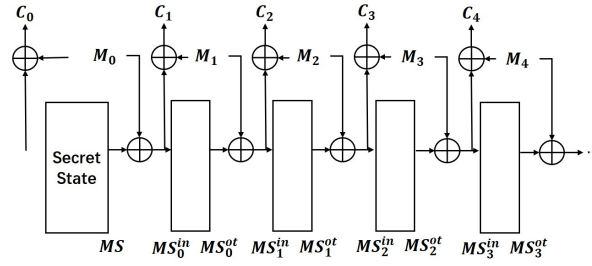 C₀ C₁ C₂ C₃ C₄
M₀ M₁ M₂ M₃ M₄
Secret
State
MS MS₀ⁱⁿ MS₀ᵒᵗ MS₁ⁱⁿ MS₁ᵒᵗ MS₂ⁱⁿ MS₂ᵒᵗ MS₃ⁱⁿ MS₃ᵒᵗ